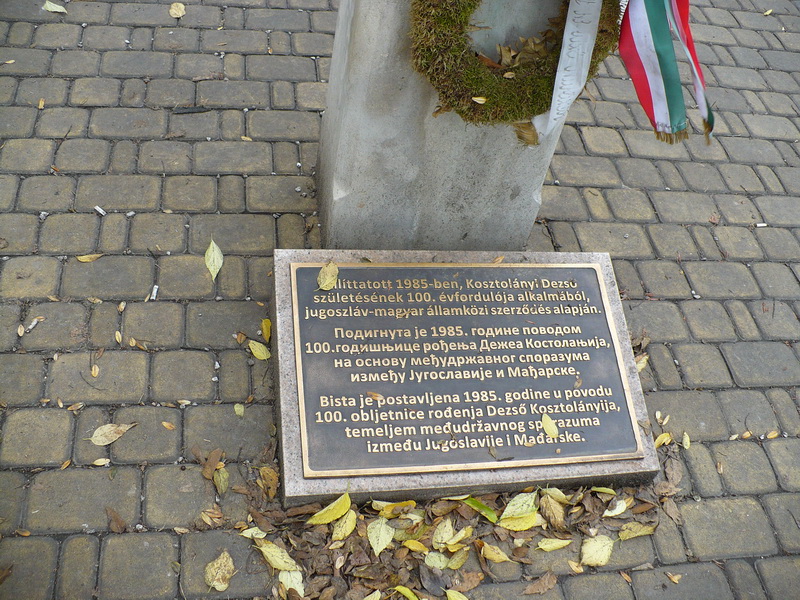 1985-ben, Kosztolányi Dezső
születésének 100. évfordulója alkalmából,
jugoszláv-magyar államközi szerződés alapján.
Подигнута је 1985. године поводом
100.годишњице рођења Дежеа Костолањија,
на основу међудржавног споразума
између Југославије и Мађарске.
Bista je postavljena 1985. godine u povodu
100. obljetnice rođenja Dezső Kosztolányija,
temeljem međudržavnog sporazuma
između Jugoslavije i Mađarske.